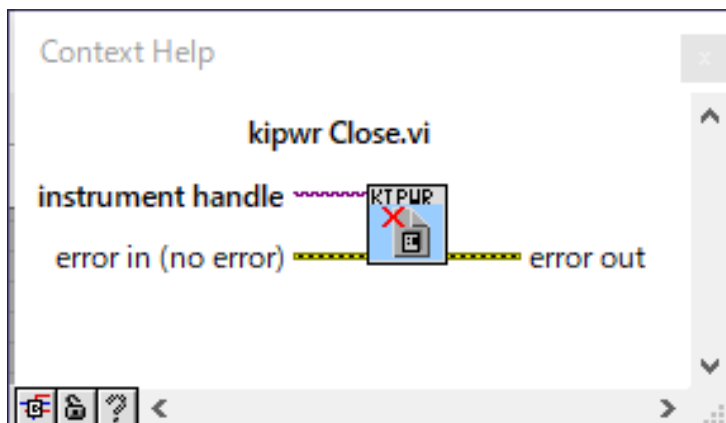 Context Help
kipwr Close.vi
instrument handle
KIPWR
error in (no error)
error out